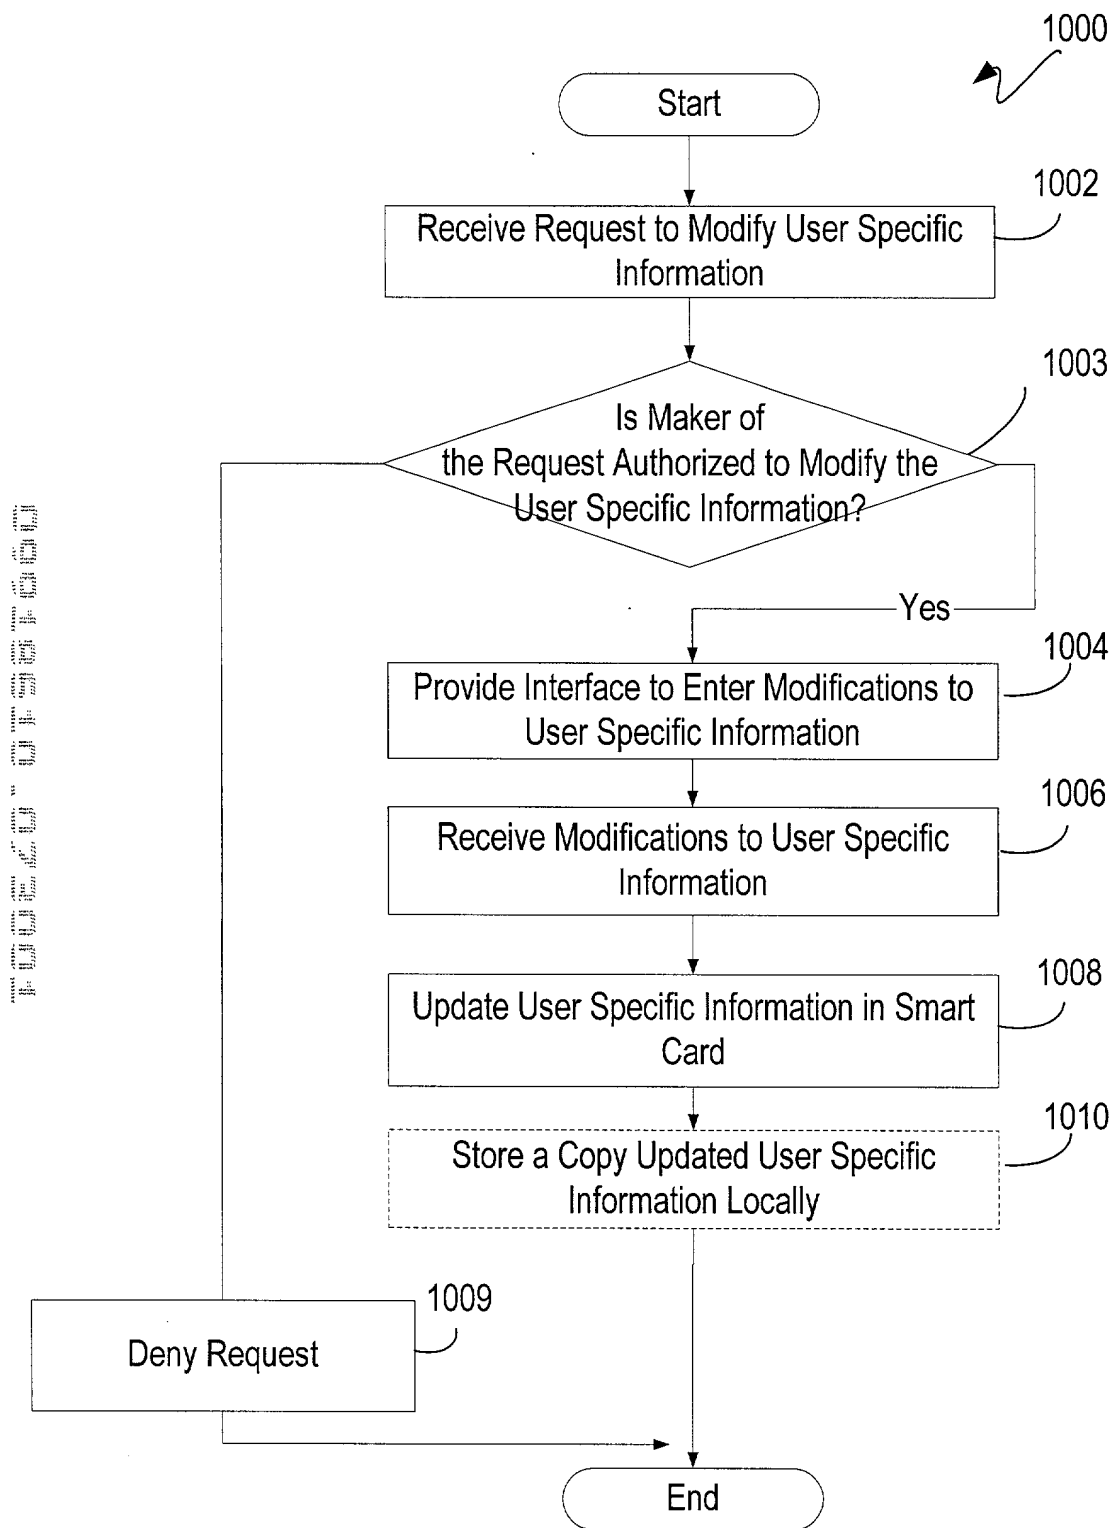 1000
Start
1002
Receive Request to Modify User Specific
Information
1003
Is Maker of
the Request Authorized to Modify the
User Specific Information?
Yes
1004
Provide Interface to Enter Modifications to
User Specific Information
1006
Receive Modifications to User Specific
Information
1008
Update User Specific Information in Smart
Card
1010
Store a Copy Updated User Specific
Information Locally
1009
Deny Request
End